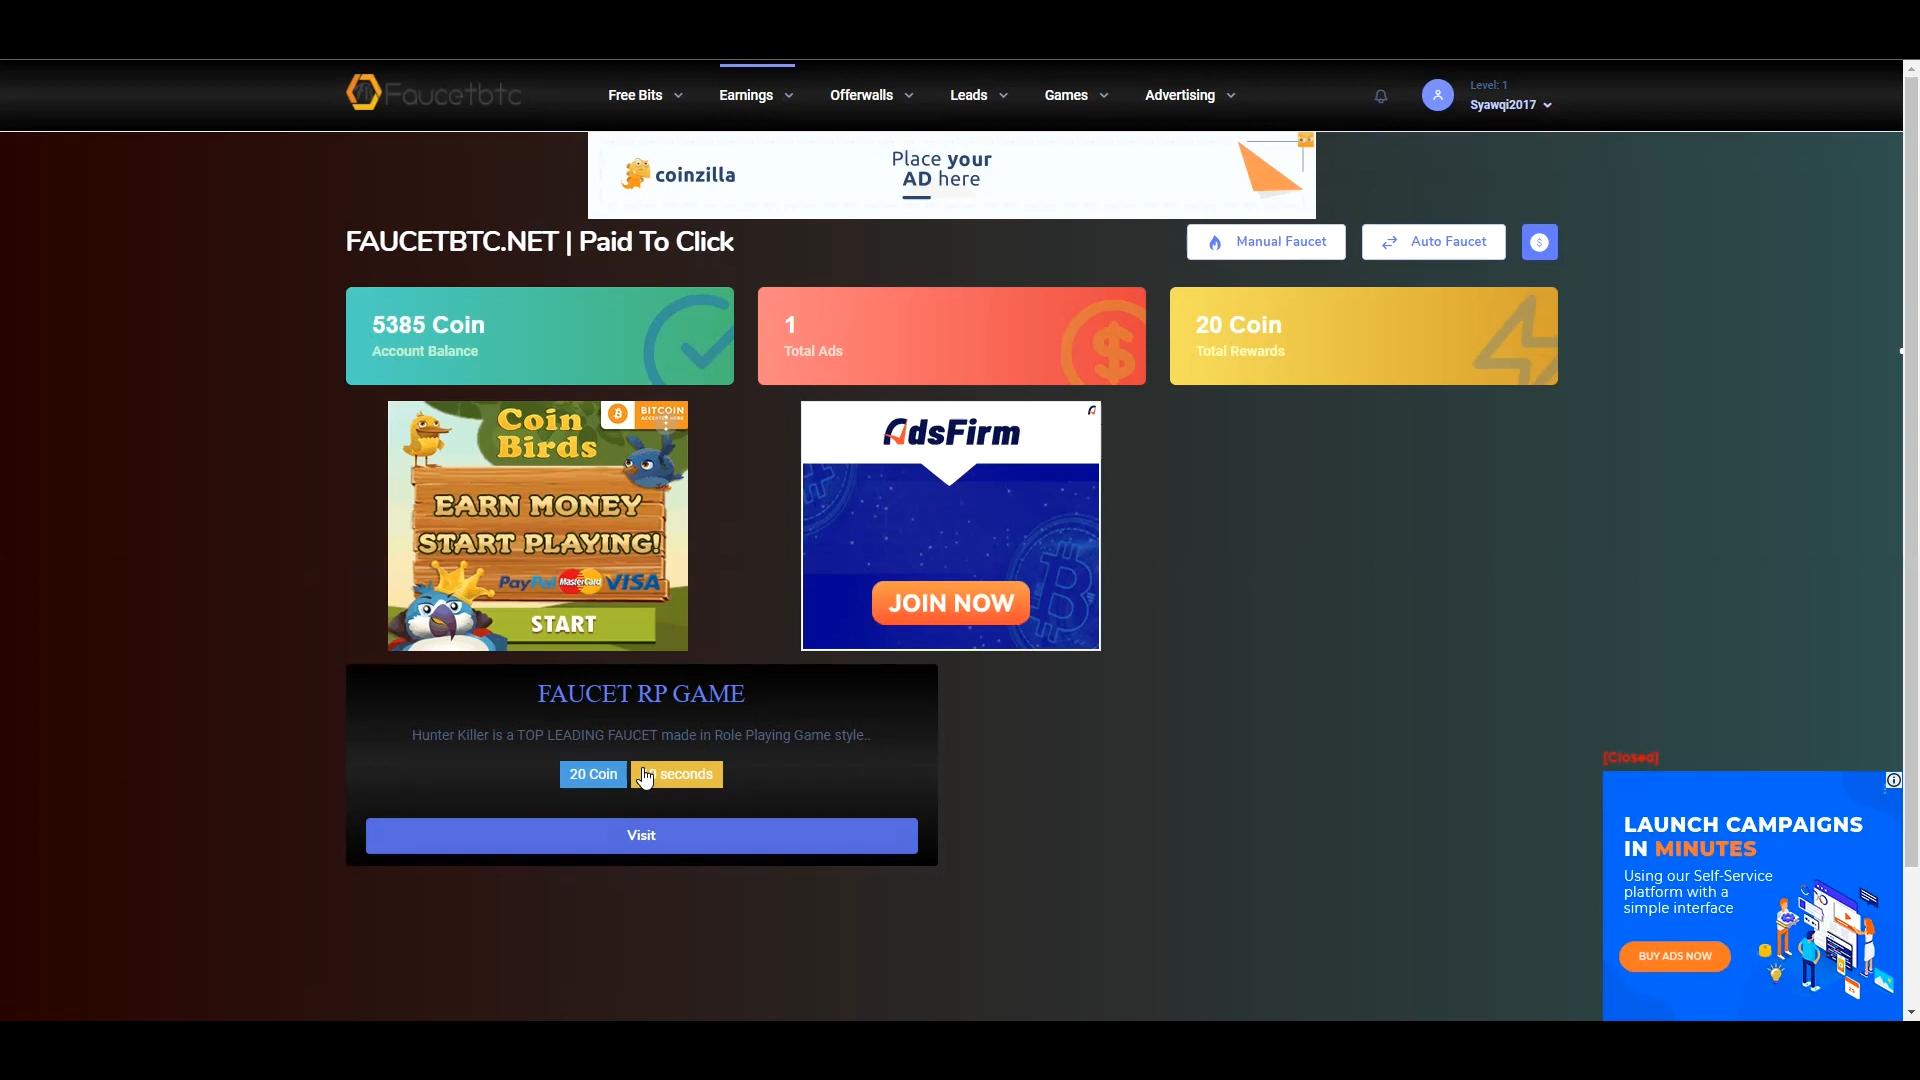 Faucetbtc
Free Bits
Earnings
Offerwalls
Leads
Games
Advertising
Level: 1
Syawqi2017
coinzilla
Place your
AD here
FAUCETBTC.NET | Paid To Click
Manual Faucet
Auto Faucet
5385 Coin
Account Balance
1
Total Ads
20 Coin
Total Rewards
Coin
Birds
BITCOIN
EARN MONEY
START PLAYING!
PayPal MasterCard VISA
START
AdsFirm
JOIN NOW
FAUCET RP GAME
Hunter Killer is a TOP LEADING FAUCET made in Role Playing Game style..
20 Coin
seconds
Visit
[Closed]
LAUNCH CAMPAIGNS
IN MINUTES
Using our Self-Service
platform with a
simple interface
BUY ADS NOW